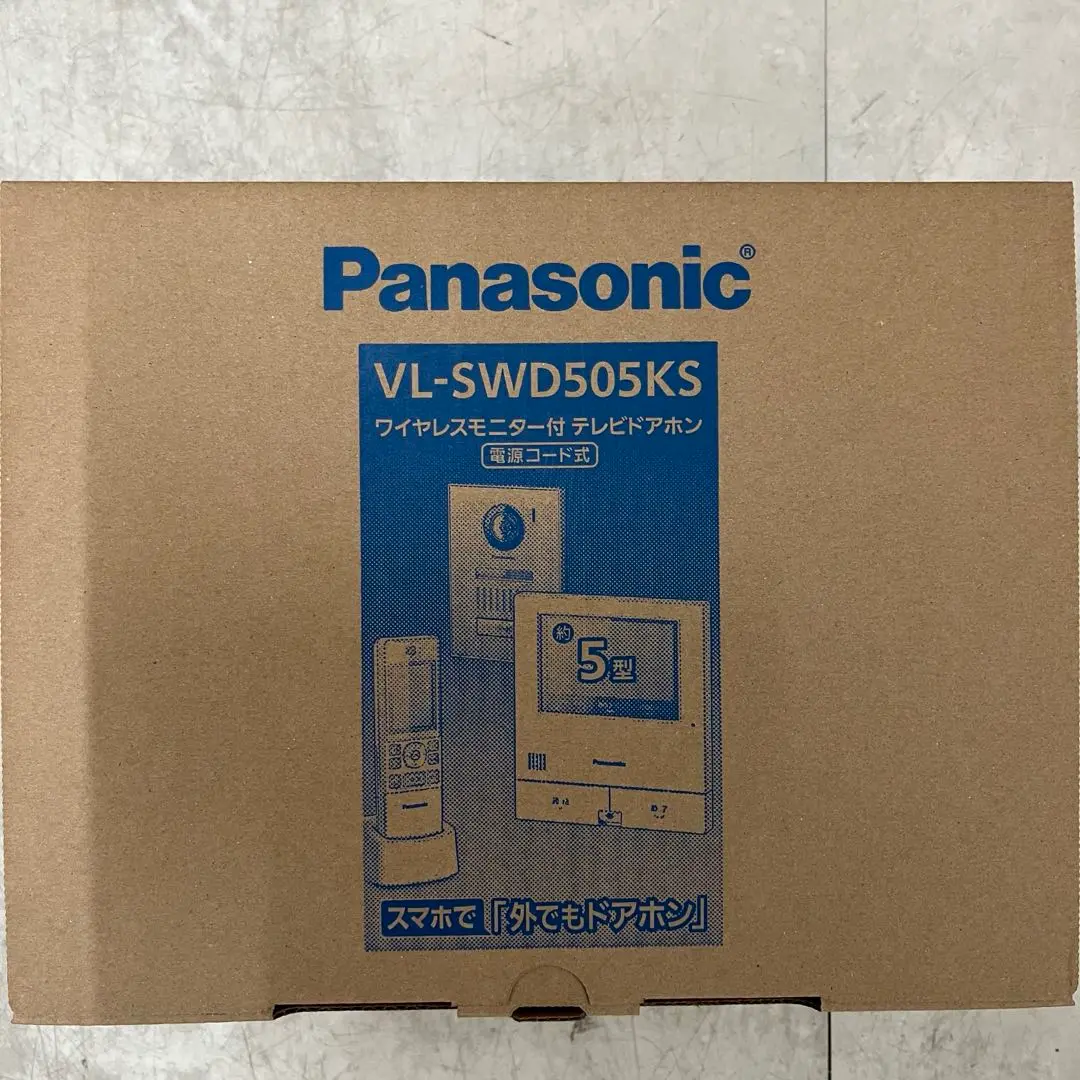 Panasonic®
VL-SWD505KS
ワイヤレスモニター付 テレビドアホン
電源コード式
約5型
Panasonic
Panasonic
スマホで「外でもドアホン」